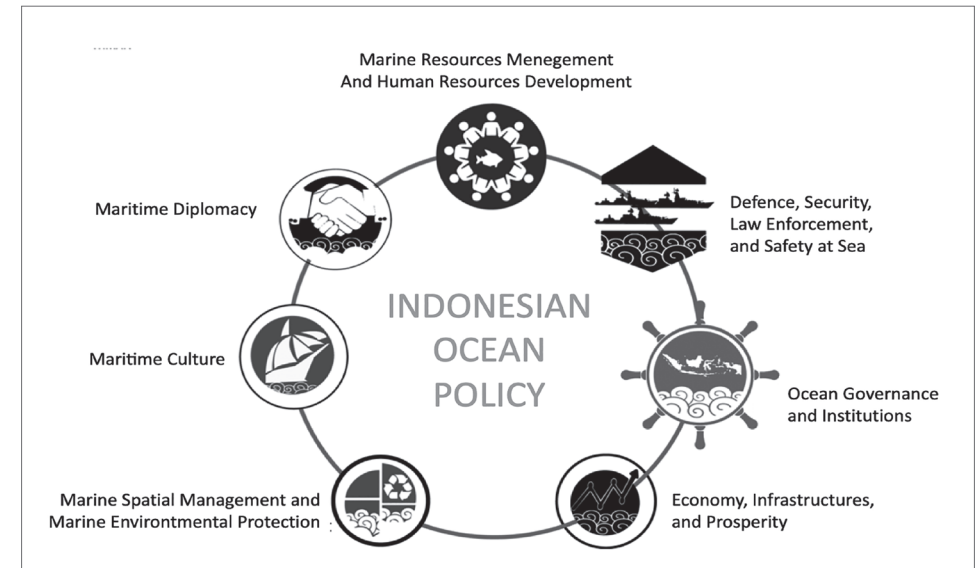 Marine Resources Menegement
And Human Resources Development
Defence, Security,
Law Enforcement,
and Safety at Sea
Ocean Governance
and Institutions
Economy, Infrastructures,
and Prosperity
Marine Spatial Management and
Marine Environtmental Protection
Maritime Culture
Maritime Diplomacy
INDONESIAN
OCEAN
POLICY